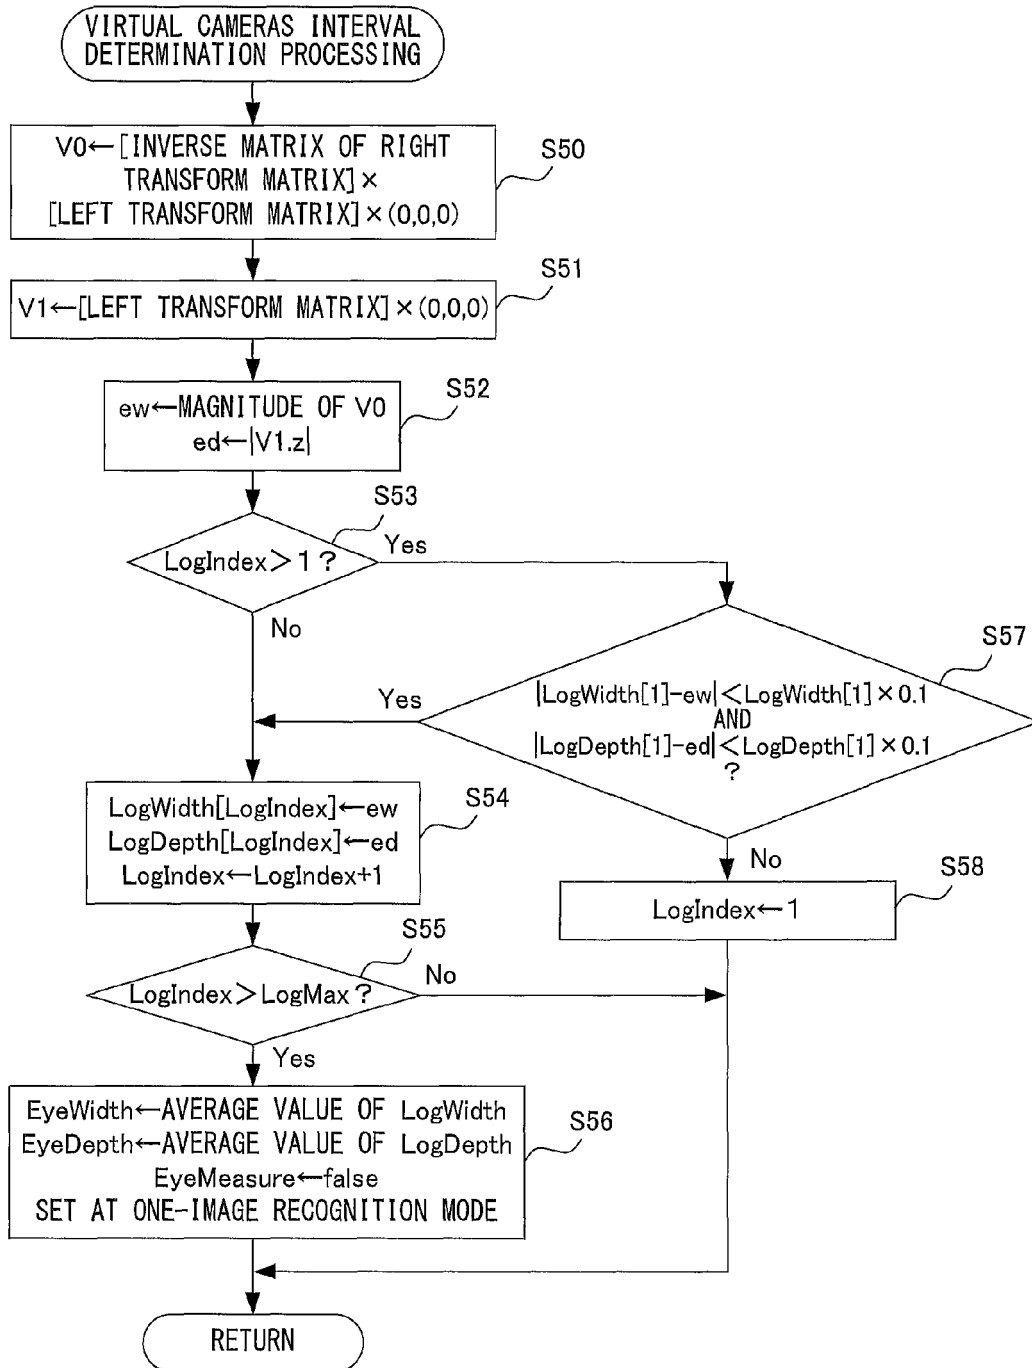 VIRTUAL CAMERAS INTERVAL
DETERMINATION PROCESSING
V0←[INVERSE MATRIX OF RIGHT
TRANSFORM MATRIX]×
[LEFT TRANSFORM MATRIX]×(0,0,0)
S50
V1←[LEFT TRANSFORM MATRIX]×(0,0,0)
S51
ew←MAGNITUDE OF V0
ed←|V1.z|
S52
LogIndex>1?
S53
Yes
No
|LogWidth[1]-ew|<LogWidth[1]×0.1
AND
|LogDepth[1]-ed|<LogDepth[1]×0.1
?
S57
Yes
No
LogWidth[LogIndex]←ew
LogDepth[LogIndex]←ed
LogIndex←LogIndex+1
S54
LogIndex←1
S58
LogIndex>LogMax?
S55
No
Yes
EyeWidth←AVERAGE VALUE OF LogWidth
EyeDepth←AVERAGE VALUE OF LogDepth
EyeMeasure←false
SET AT ONE-IMAGE RECOGNITION MODE
S56
RETURN